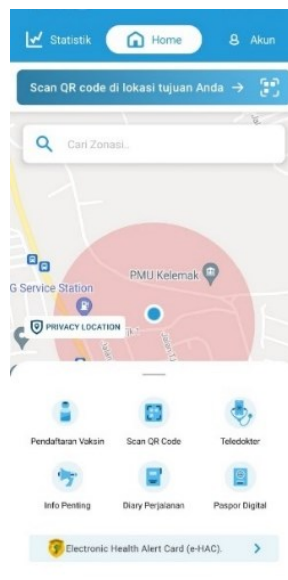 Statistik
Home
Akun
Scan QR code di lokasi tujuan Anda →
Cari Zonasi..
PMU Kelemak
G Service Station
PRIVACY LOCATION
Pendaftaran Vaksin
Scan QR Code
Teledokter
Info Penting
Diary Perjalanan
Paspor Digital
Electronic Health Alert Card (e-HAC).